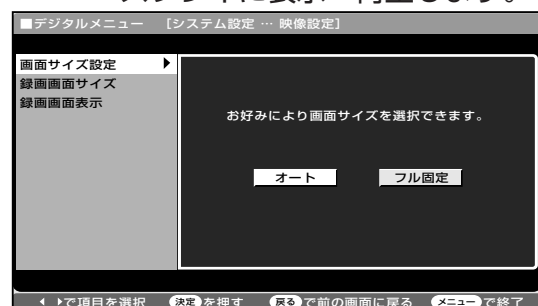 ■デジタルメニュー [システム設定 … 映像設定]
画面サイズ設定
録画画面サイズ
録画画面表示
お好みにより画面サイズを選択できます。
オート フル固定
で項目を選択 決定を押す 戻るで前の画面に戻る メニューで終了